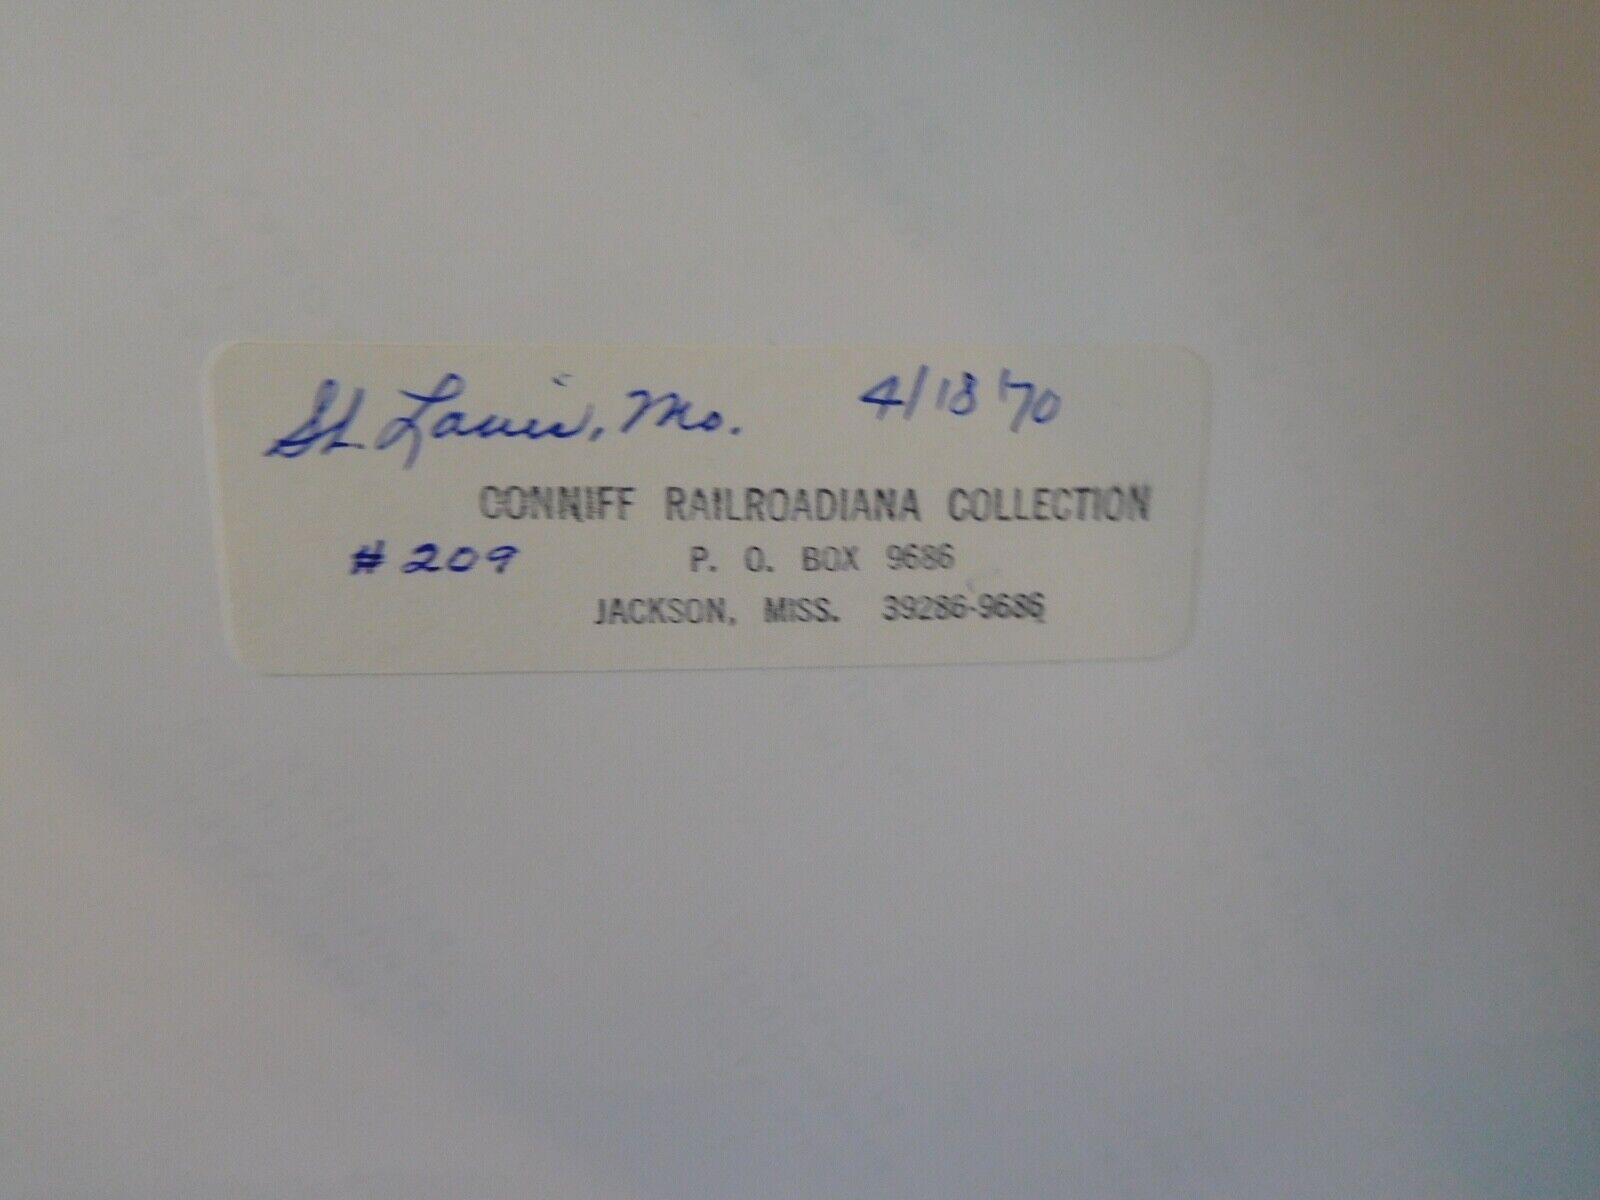 St. Louis, Mo. 4/18 '70
CONNIFF RAILROADIANA COLLECTION
# 209 P. O. BOX 9686
JACKSON, MISS. 39286-9686